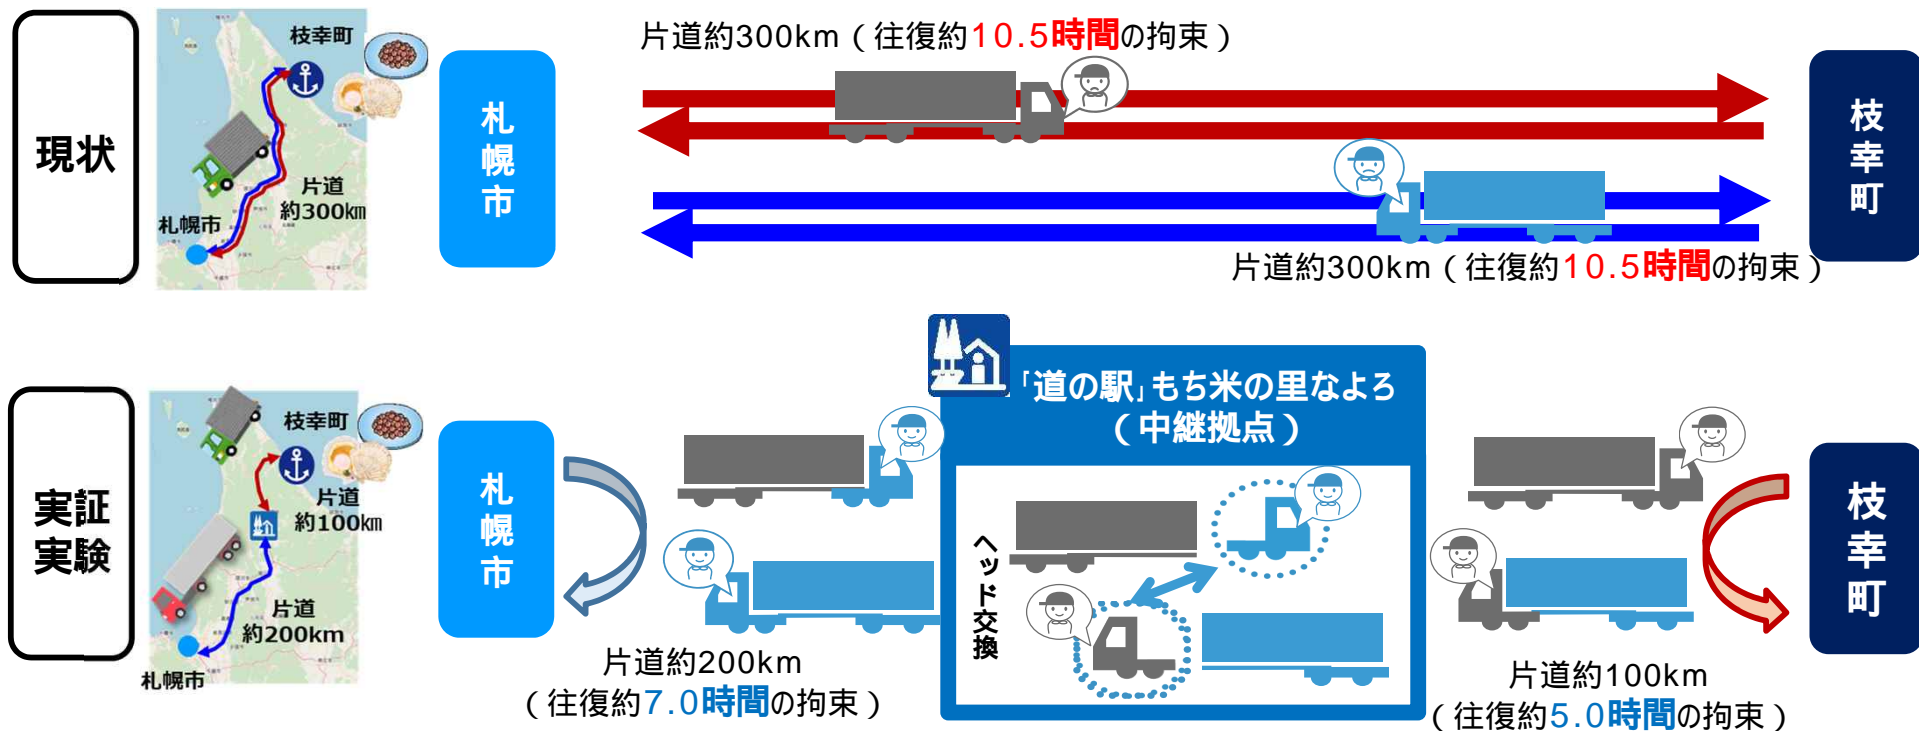 現状
枝幸町
片道
約300km
札幌市
札幌市
片道約300km（往復約10.5時間の拘束）
片道約300km（往復約10.5時間の拘束）
枝幸町
実証
実験
枝幸町
片道
約100km
片道
約200km
札幌市
札幌市
片道約200km
（往復約7.0時間の拘束）
「道の駅」もち米の里なよろ
（中継拠点）
ヘッド交換
片道約100km
（往復約5.0時間の拘束）
枝幸町